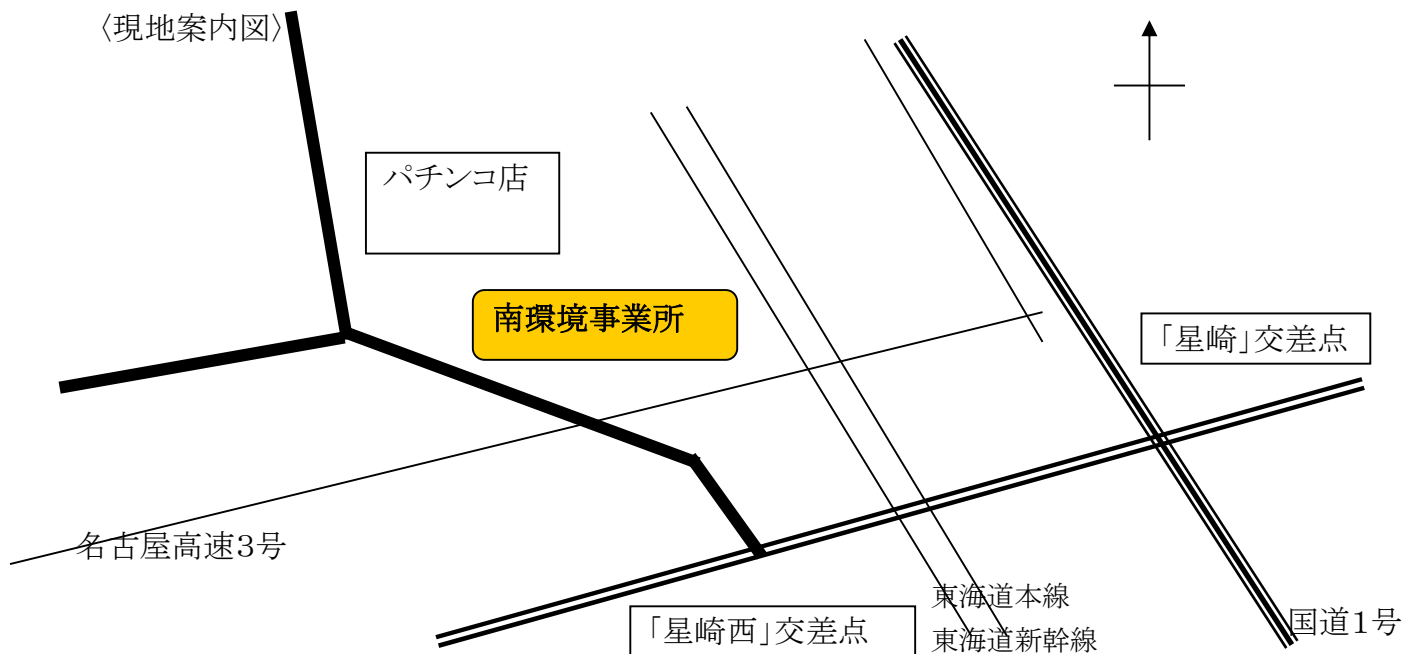 〈現地案内図〉
パチンコ店
南環境事業所
「星崎」交差点
名古屋高速3号
東海道本線
「星崎西」交差点
東海道新幹線
国道1号